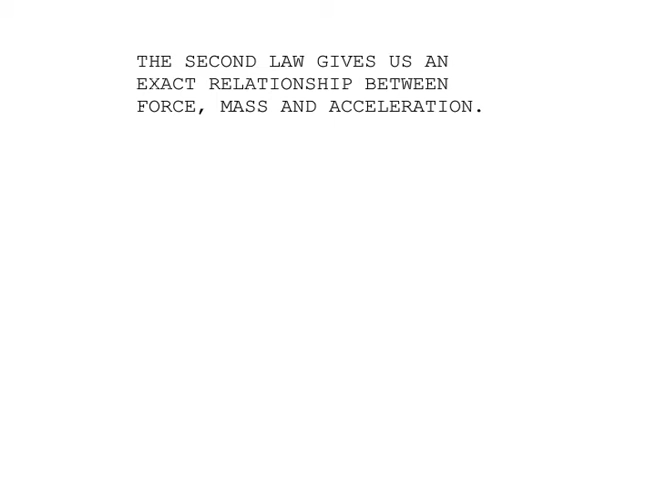 THE SECOND LAW GIVES US AN
EXACT RELATIONSHIP BETWEEN
FORCE, MASS AND ACCELERATION.